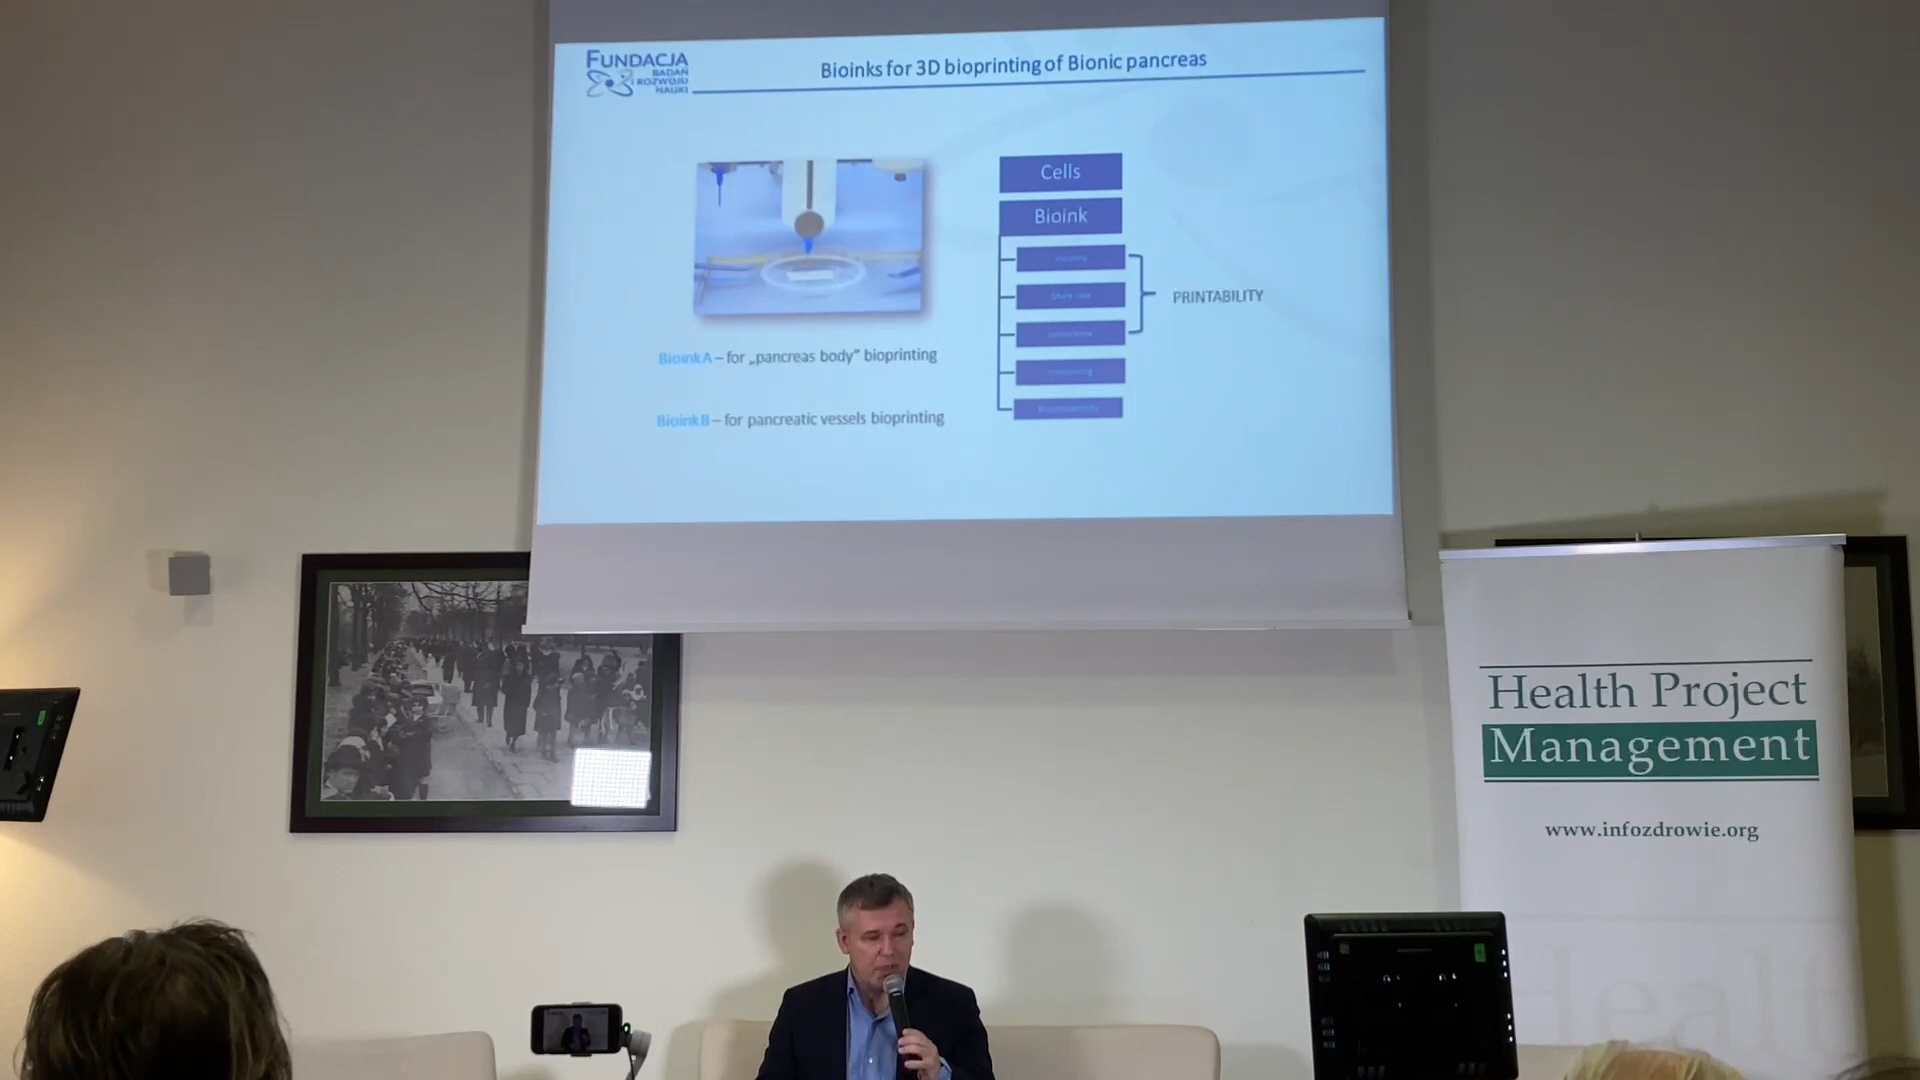 FUNDACJA
BADAŃ
I ROZWOJU
NAUKI
Bioinks for 3D bioprinting of Bionic pancreas
Cells
Bioink
PRINTABILITY
BioinkA – for „pancreas body” bioprinting
BioinkB – for pancreatic vessels bioprinting
Health Project
Management
www.infozdrowie.org